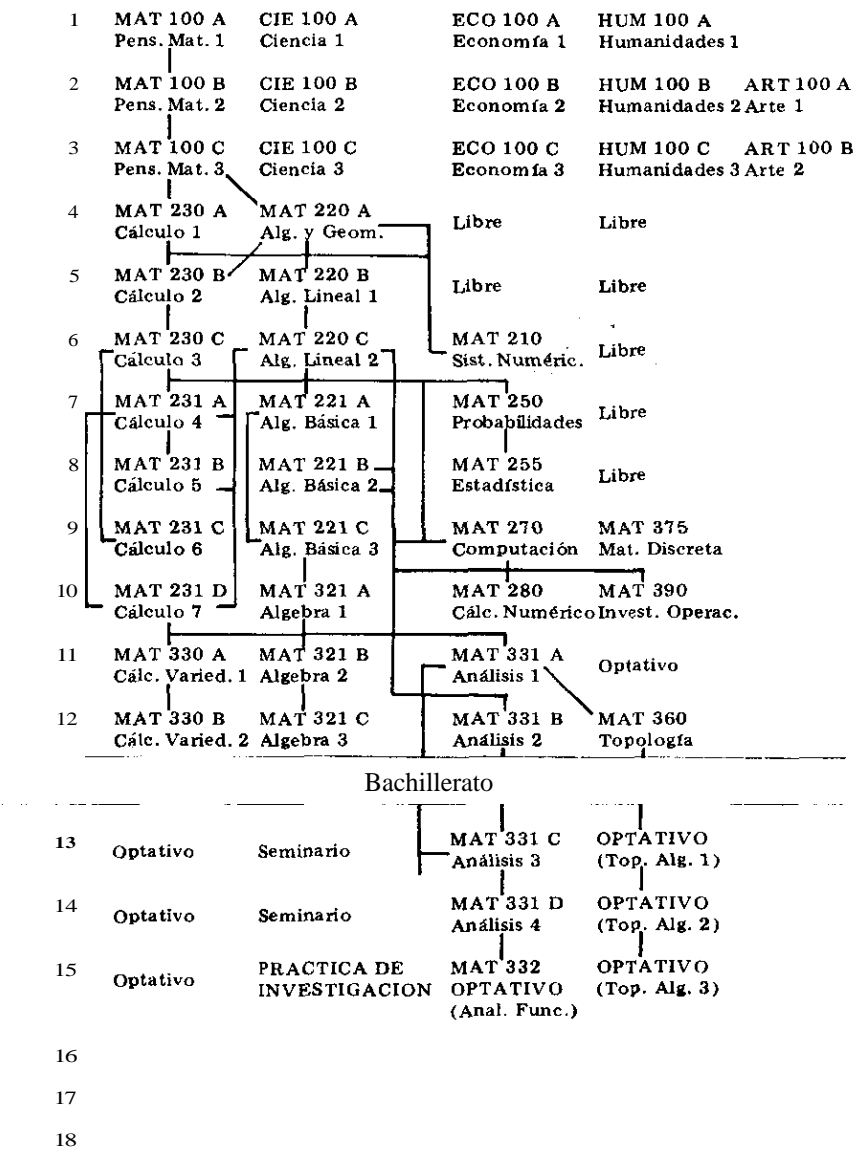 1 MAT 100 A CIE 100 A ECO 100 A HUM 100 A
Pens. Mat. 1 Ciencia 1 Economía 1 Humanidades 1
2 MAT 100 B CIE 100 B ECO 100 B HUM 100 B ART 100 A
Pens. Mat. 2 Ciencia 2 Economía 2 Humanidades 2 Arte 1
3 MAT 100 C CIE 100 C ECO 100 C HUM 100 C ART 100 B
Pens. Mat. 3 Ciencia 3 Economía 3 Humanidades 3 Arte 2
4 MAT 230 A MAT 220 A Libre Libre
Cálculo 1 Alg. y Geom.
5 MAT 230 B MAT 220 B Libre Libre
Cálculo 2 Alg. Lineal 1
6 MAT 230 C MAT 220 C MAT 210 Libre
Cálculo 3 Alg. Lineal 2 Sist. Numéric.
7 MAT 231 A MAT 221 A MAT 250 Libre
Cálculo 4 Alg. Básica 1 Probabilidades
8 MAT 231 B MAT 221 B MAT 255 Libre
Cálculo 5 Alg. Básica 2 Estadística
9 MAT 231 C MAT 221 C MAT 270 MAT 375
Cálculo 6 Alg. Básica 3 Computación Mat. Discreta
10 MAT 231 D MAT 321 A MAT 280 MAT 390
Cálculo 7 Algebra 1 Cálc. Numérico Invest. Operac.
11 MAT 330 A MAT 321 B MAT 331 A Optativo
Cálc. Varied. 1 Algebra 2 Análisis 1
12 MAT 330 B MAT 321 C MAT 331 B MAT 360
Cálc. Varied. 2 Algebra 3 Análisis 2 Topología
Bachillerato
13 Optativo Seminario MAT 331 C OPTATIVO
Análisis 3 (Top. Alg. 1)
14 Optativo Seminario MAT 331 D OPTATIVO
Análisis 4 (Top. Alg. 2)
15 Optativo PRACTICA DE MAT 332 OPTATIVO
INVESTIGACION OPTATIVO (Top. Alg. 3)
(Anal. Func.)
16
17
18